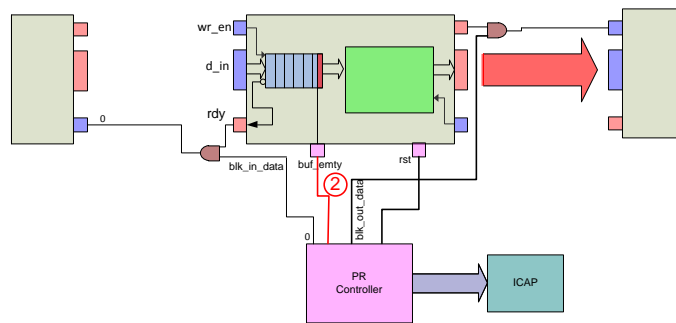 wr_en
d_in
rdy
0
buf_emty
rst
blk_in_data
2
blk_out_data
0
PR
Controller
ICAP